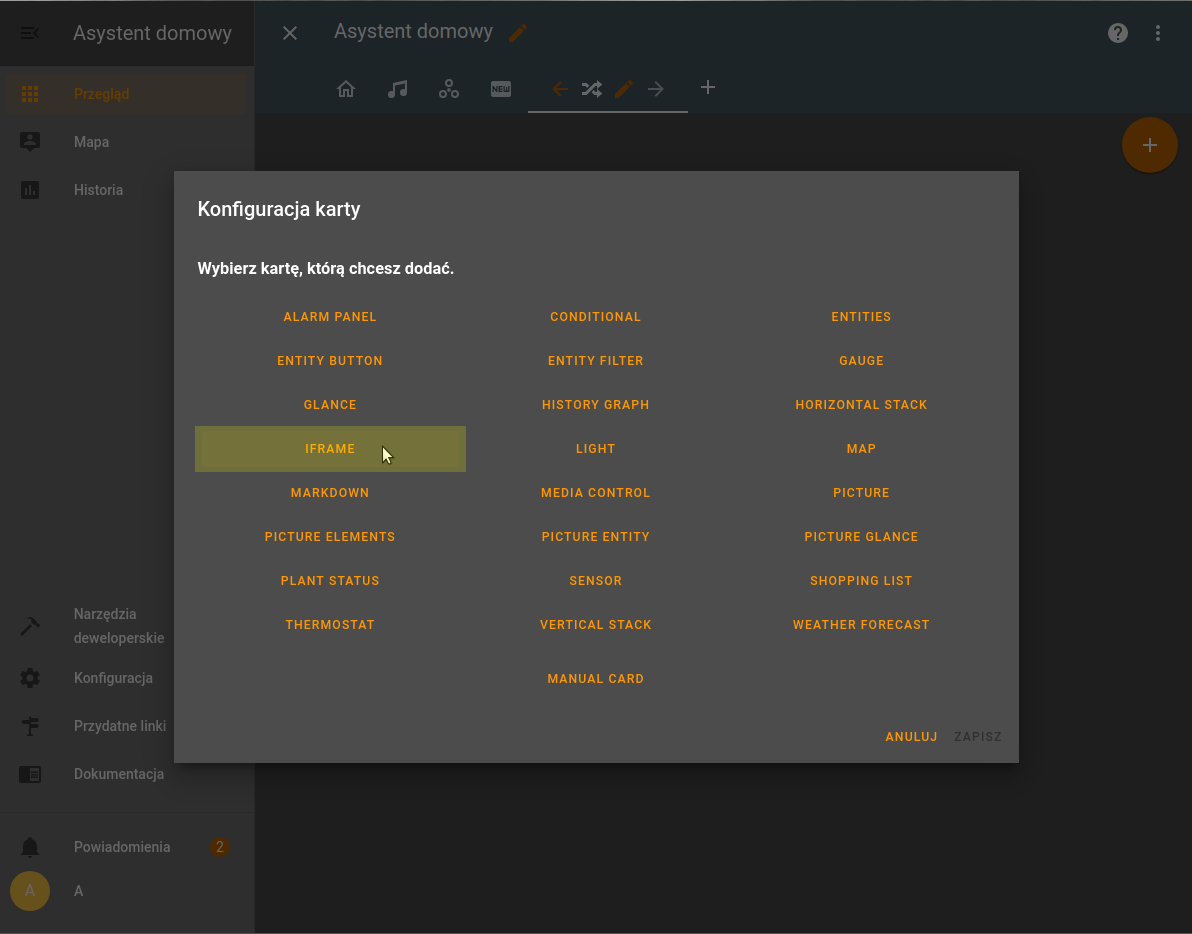 Asystent domowy
Asystent domowy
NEW
Przegląd
Mapa
Historia
Konfiguracja karty
Wybierz kartę, którą chcesz dodać.
ALARM PANEL
CONDITIONAL
ENTITIES
ENTITY BUTTON
ENTITY FILTER
GAUGE
GLANCE
HISTORY GRAPH
HORIZONTAL STACK
IFRAME
LIGHT
MAP
MARKDOWN
MEDIA CONTROL
PICTURE
PICTURE ELEMENTS
PICTURE ENTITY
PICTURE GLANCE
PLANT STATUS
SENSOR
SHOPPING LIST
THERMOSTAT
VERTICAL STACK
WEATHER FORECAST
MANUAL CARD
ANULUJ
ZAPISZ
Narzędzia
deweloperskie
Konfiguracja
Przydatne linki
Dokumentacja
Powiadomienia
2
A
A